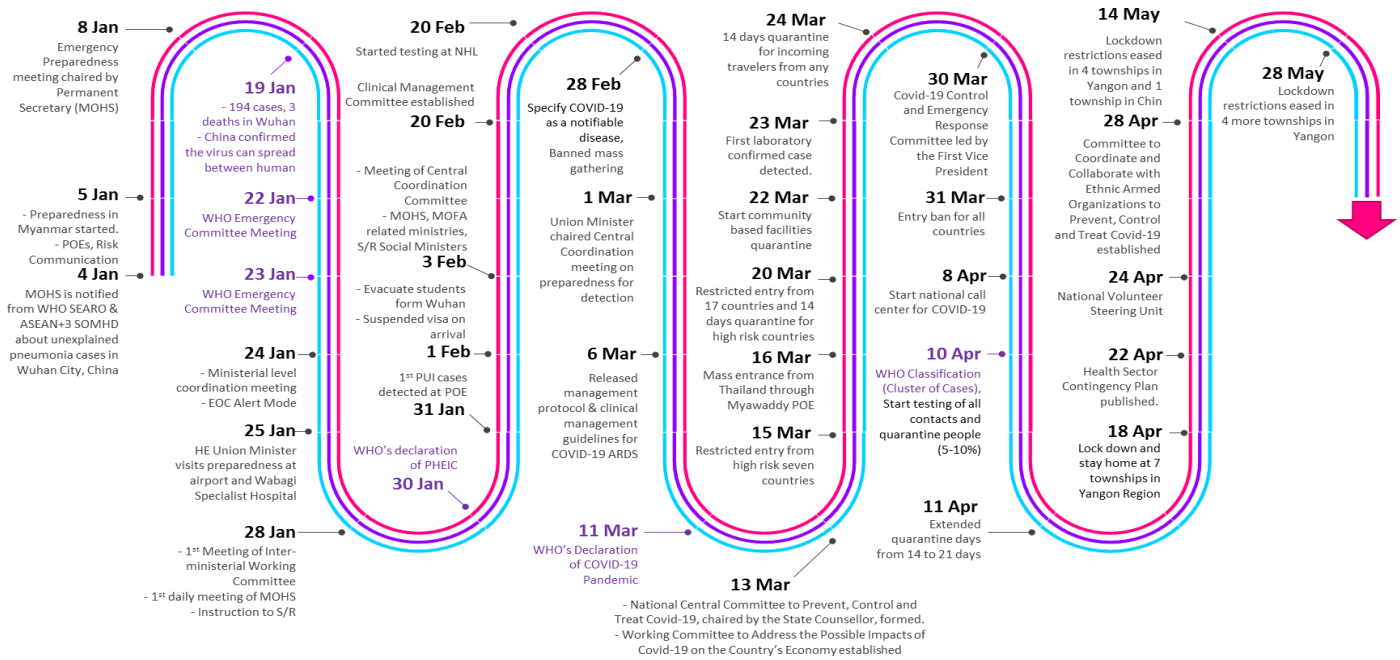 8 Jan
Emergency
Preparedness
meeting chaired by
Permanent
Secretary (MOHS)
5 Jan
- Preparedness in
Myanmar started.
- POEs, Risk
Communication
4 Jan
MOHS is notified
from WHO SEARO &
ASEAN+3 SOMHD
about unexplained
pneumonia cases in
Wuhan City, China
19 Jan
- 194 cases, 3
deaths in Wuhan
- China confirmed
the virus can spread
between human
22 Jan
WHO Emergency
Committee Meeting
23 Jan
WHO Emergency
Committee Meeting
24 Jan
- Ministerial level
coordination meeting
- EOC Alert Mode
25 Jan
HE Union Minister
visits preparedness at
airport and Wabagi
Specialist Hospital
28 Jan
- 1st Meeting of Inter-
ministerial Working
Committee
- 1st daily meeting of MOHS
- Instruction to S/R
20 Feb
Started testing at NHL
Clinical Management
Committee established
20 Feb
- Meeting of Central
Coordination
Committee
- MOHS, MOFA
related ministries,
S/R Social Ministers
3 Feb
- Evacuate students
form Wuhan
- Suspended visa on
arrival
1 Feb
1st PUI cases
detected at POE
31 Jan
WHO's declaration
of PHEIC
30 Jan
28 Feb
Specify COVID-19
as a notifiable
disease,
Banned mass
gathering
1 Mar
Union Minister
chaired Central
Coordination
meeting on
preparedness for
detection
6 Mar
Released
management
protocol & clinical
management
guidelines for
COVID-19 ARDS
11 Mar
WHO's Declaration
of COVID-19
Pandemic
13 Mar
- National Central Committee to Prevent, Control and
Treat Covid-19, chaired by the State Counsellor, formed.
- Working Committee to Address the Possible Impacts of
Covid-19 on the Country's Economy established
24 Mar
14 days quarantine
for incoming
travelers from any
countries
23 Mar
First laboratory
confirmed case
detected.
22 Mar
Start community
based facilities
quarantine
20 Mar
Restricted entry from
17 countries and 14
days quarantine for
high risk countries
16 Mar
Mass entrance from
Thailand through
Myawaddy POE
15 Mar
Restricted entry from
high risk seven
countries
30 Mar
Covid-19 Control
and Emergency
Response
Committee led by
the First Vice
President
31 Mar
Entry ban for all
countries
8 Apr
Start national call
center for COVID-19
10 Apr
WHO Classification
(Cluster of Cases),
Start testing of all
contacts and
quarantine people
(5-10%)
11 Apr
Extended
quarantine days
from 14 to 21 days
14 May
Lockdown
restrictions eased
in 4 townships in
Yangon and 1
township in Chin
28 Apr
Committee to
Coordinate and
Collaborate with
Ethnic Armed
Organizations to
Prevent, Control
and Treat Covid-19
established
24 Apr
National Volunteer
Steering Unit
22 Apr
Health Sector
Contingency Plan
published.
18 Apr
Lock down and
stay home at 7
townships in
Yangon Region
28 May
Lockdown
restrictions eased in
4 more townships in
Yangon